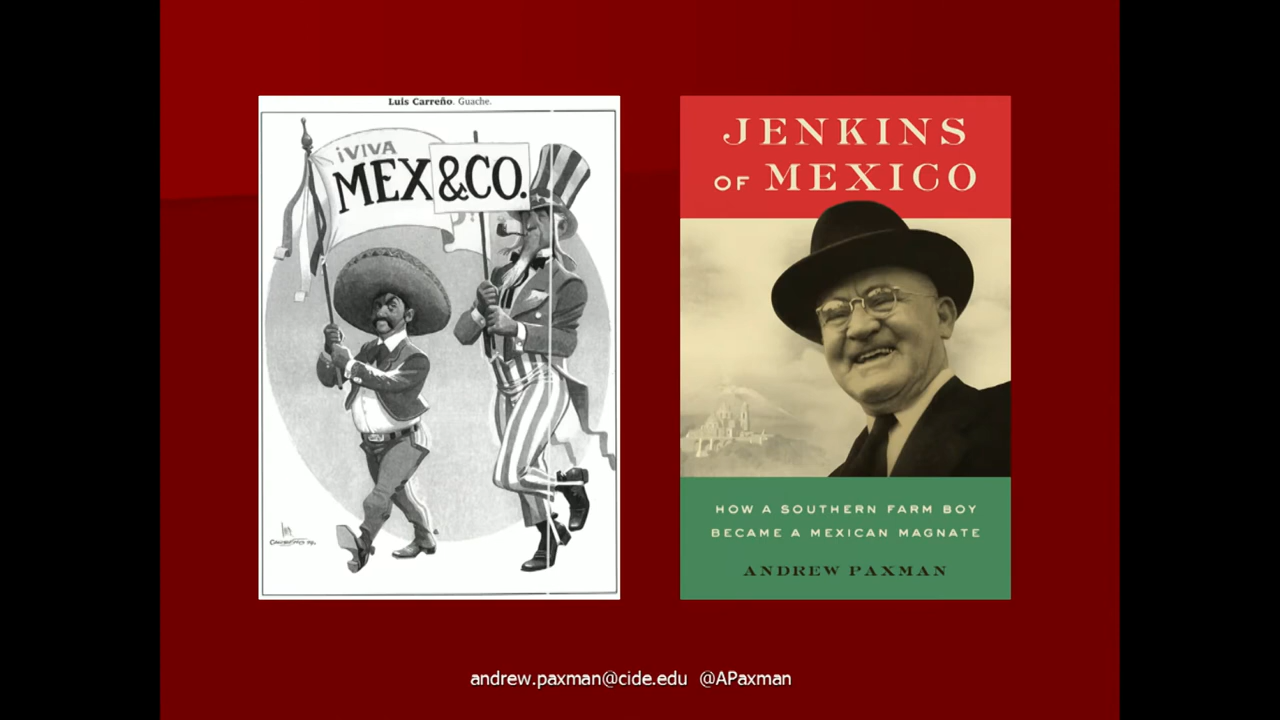 Luis Carreño. Guache.
¡VIVA
MEX&CO.
JENKINS
OF MEXICO
HOW A SOUTHERN FARM BOY
BECAME A MEXICAN MAGNATE
ANDREW PAXMAN
andrew.paxman@cide.edu @APaxman